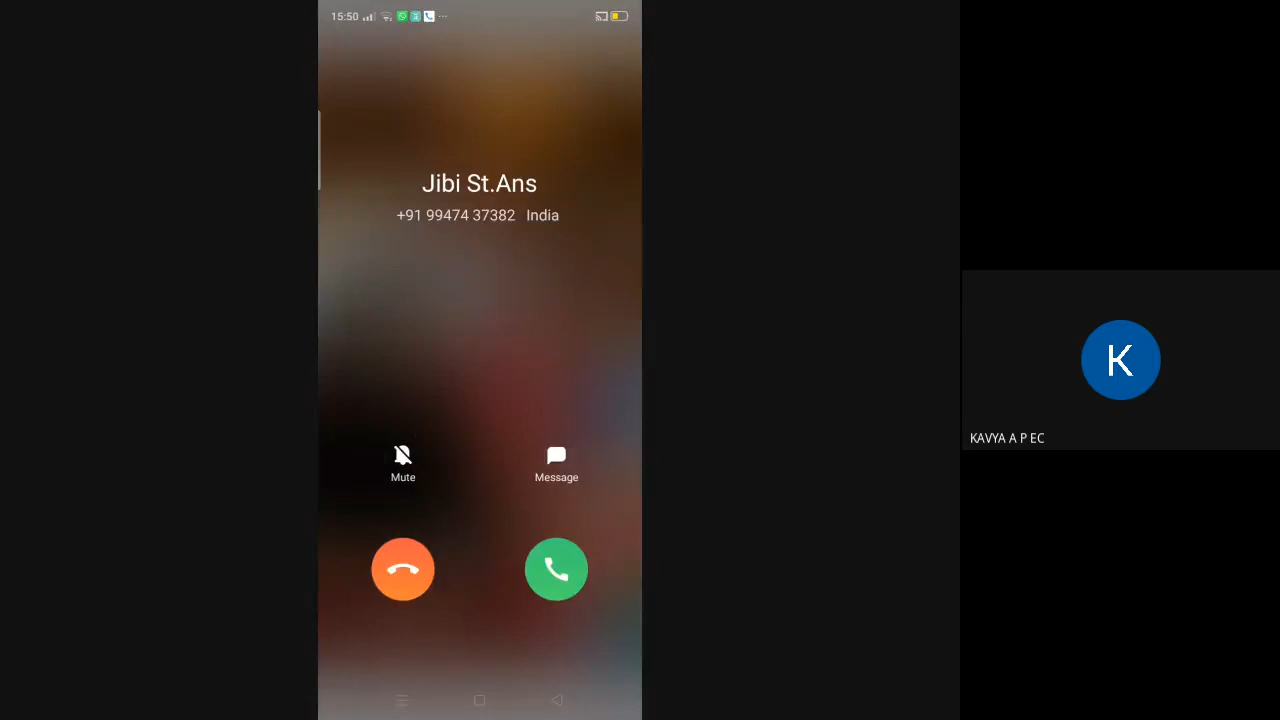 15:50
Jibi St.Ans
+91 99474 37382 India
Mute
Message
K
KAVYA A P EC